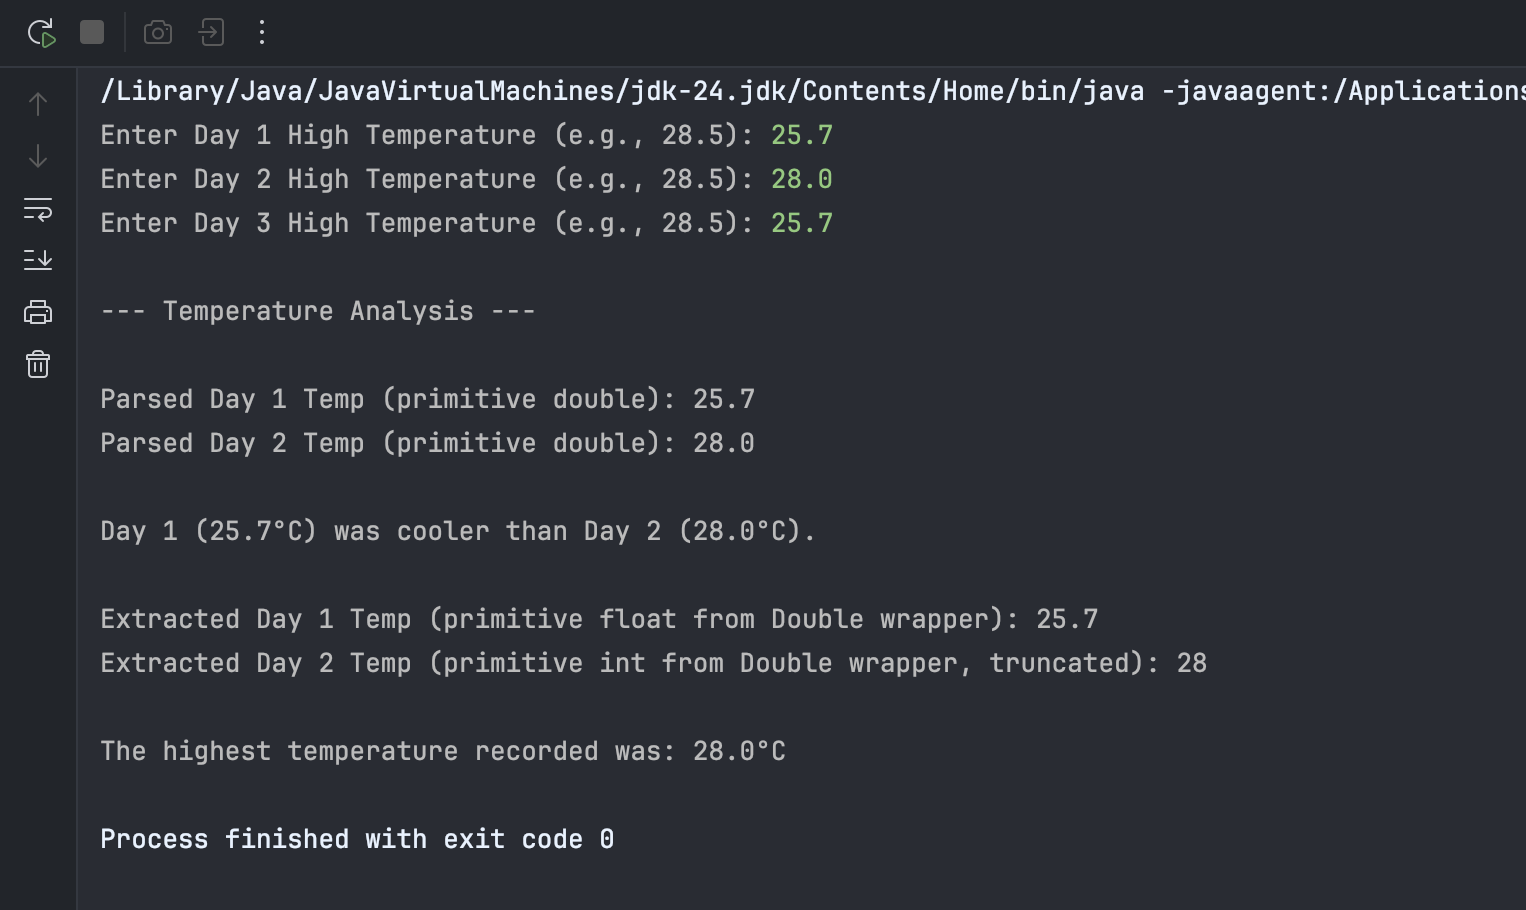 /Library/Java/JavaVirtualMachines/jdk-24.jdk/Contents/Home/bin/java -javaagent:/Applications
Enter Day 1 High Temperature (e.g., 28.5): 25.7
Enter Day 2 High Temperature (e.g., 28.5): 28.0
Enter Day 3 High Temperature (e.g., 28.5): 25.7
--- Temperature Analysis ---
Parsed Day 1 Temp (primitive double): 25.7
Parsed Day 2 Temp (primitive double): 28.0
Day 1 (25.7°C) was cooler than Day 2 (28.0°C).
Extracted Day 1 Temp (primitive float from Double wrapper): 25.7
Extracted Day 2 Temp (primitive int from Double wrapper, truncated): 28
The highest temperature recorded was: 28.0°C
Process finished with exit code 0